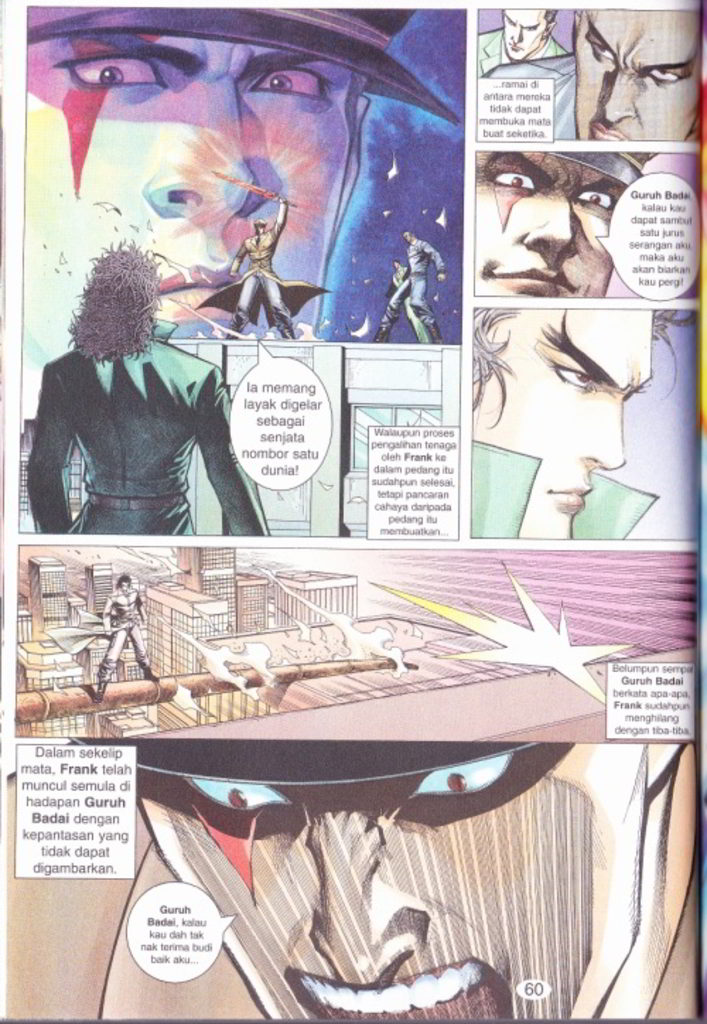 Ia memang
layak digelar
sebagai
senjata
nombor satu
dunia!
Walaupun proses
pengalihan tenaga
oleh Frank ke
dalam pedang itu
sudahpun selesai,
tetapi pancaran
cahaya daripada
pedang itu
membuatkan...
...ramai di
antara mereka
tidak dapat
membuka mata
buat seketika.
Guruh Badai,
kalau kau
dapat sambut
satu jurus
serangan aku,
maka aku
akan biarkan
kau pergi!
Belumpun sempat
Guruh Badai
berkata apa-apa,
Frank sudahpun
menghilang
dengan tiba-tiba.
Dalam sekelip
mata, Frank telah
muncul semula di
hadapan Guruh
Badai dengan
kepantasan yang
tidak dapat
digambarkan.
Guruh
Badai, kalau
kau dah tak
nak terima budi
baik aku...
60